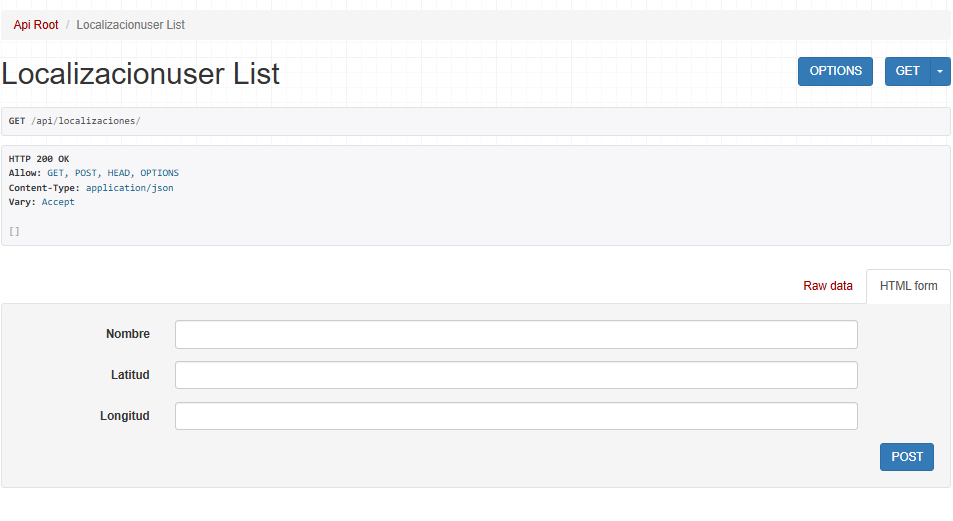 Api Root / Localizacionuser List
Localizacionuser List
OPTIONS
GET
GET /api/localizaciones/
HTTP 200 OK
Allow: GET, POST, HEAD, OPTIONS
Content-Type: application/json
Vary: Accept
[]
Raw data
HTML form
Nombre
Latitud
Longitud
POST